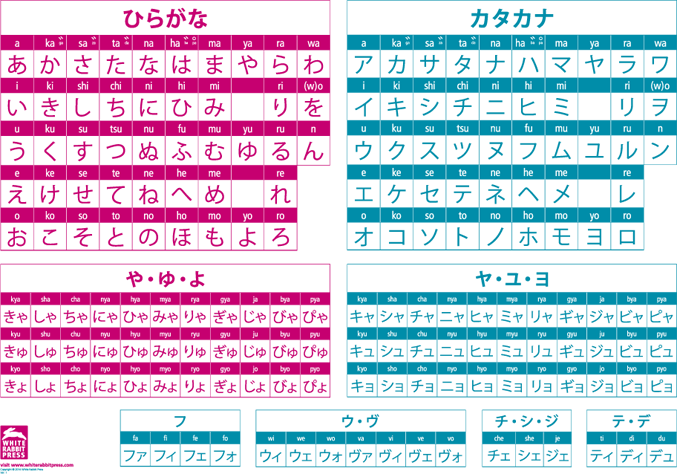 ひらがな
a ka sa ta na ha ma ya ra wa
あ か さ た な は ま や ら わ
i ki shi chi ni hi mi ri (w)o
い き し ち に ひ み り を
u ku su tsu nu fu mu yu ru n
う く す つ ぬ ふ む ゆ る ん
e ke se te ne he me re
え け せ て ね へ め れ
o ko so to no ho mo yo ro
お こ そ と の ほ も よ ろ
カタカナ
a ka sa ta na ha ma ya ra wa
ア カ サ タ ナ ハ マ ヤ ラ ワ
i ki shi chi ni hi mi ri (w)o
イ キ シ チ ニ ヒ ミ リ ヲ
u ku su tsu nu fu mu yu ru n
ウ ク ス ツ ヌ フ ム ユ ル ン
e ke se te ne he me re
エ ケ セ テ ネ ヘ メ レ
o ko so to no ho mo yo ro
オ コ ソ ト ノ ホ モ ヨ ロ
や・ゆ・よ
kya sha cha nya hya mya rya gya ja bya pya
きゃ しゃ ちゃ にゃ ひゃ みゃ りゃ ぎゃ じゃ びゃ ぴゃ
kyu shu chu nyu hyu myu ryu gyu ju byu pyu
きゅ しゅ ちゅ にゅ ひゅ みゅ りゅ ぎゅ じゅ びゅ ぴゅ
kyo sho cho nyo hyo myo ryo gyo jo byo pyo
きょ しょ ちょ にょ ひょ みょ りょ ぎょ じょ びょ ぴょ
ヤ・ユ・ヨ
kya sha cha nya hya mya rya gya ja bya pya
キャ シャ チャ ニャ ヒャ ミャ リャ ギャ ジャ ビャ ピャ
kyu shu chu nyu hyu myu ryu gyu ju byu pyu
キュ シュ チュ ニュ ヒュ ミュ リュ ギュ ジュ ビュ ピュ
kyo sho cho nyo hyo myo ryo gyo jo byo pyo
キョ ショ チョ ニョ ヒョ ミョ リョ ギョ ジョ ビョ ピョ
フ
fa fi fe fo
ファ フィ フェ フォ
ウ・ヴ
wi we wo va vi ve vo
ウィ ウェ ウォ ヴァ ヴィ ヴェ ヴォ
チ・シ・ジ
che she je
チェ シェ ジェ
テ・デ
ti di du
ティ ディ デュ
WHITE
RABBIT
PRESS
visit www.whiterabbitpress.com